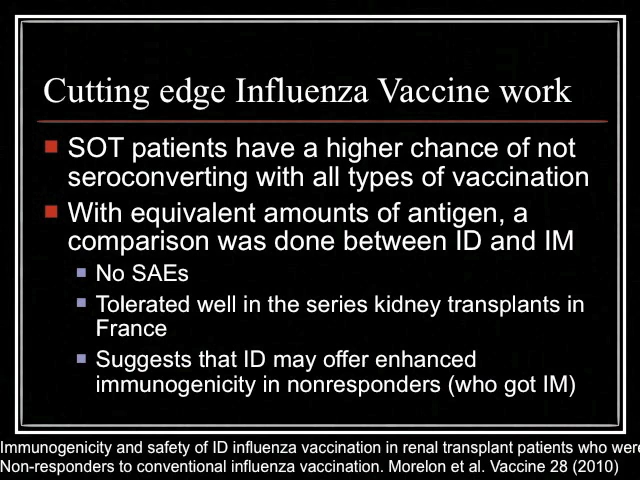 Cutting edge Influenza Vaccine work
SOT patients have a higher chance of not
seroconverting with all types of vaccination
With equivalent amounts of antigen, a
comparison was done between ID and IM
No SAEs
Tolerated well in the series kidney transplants in
France
Suggests that ID may offer enhanced
immunogenicity in nonresponders (who got IM)
Immunogenicity and safety of ID influenza vaccination in renal transplant patients who were
Non-responders to conventional influenza vaccination. Morelon et al. Vaccine 28 (2010)